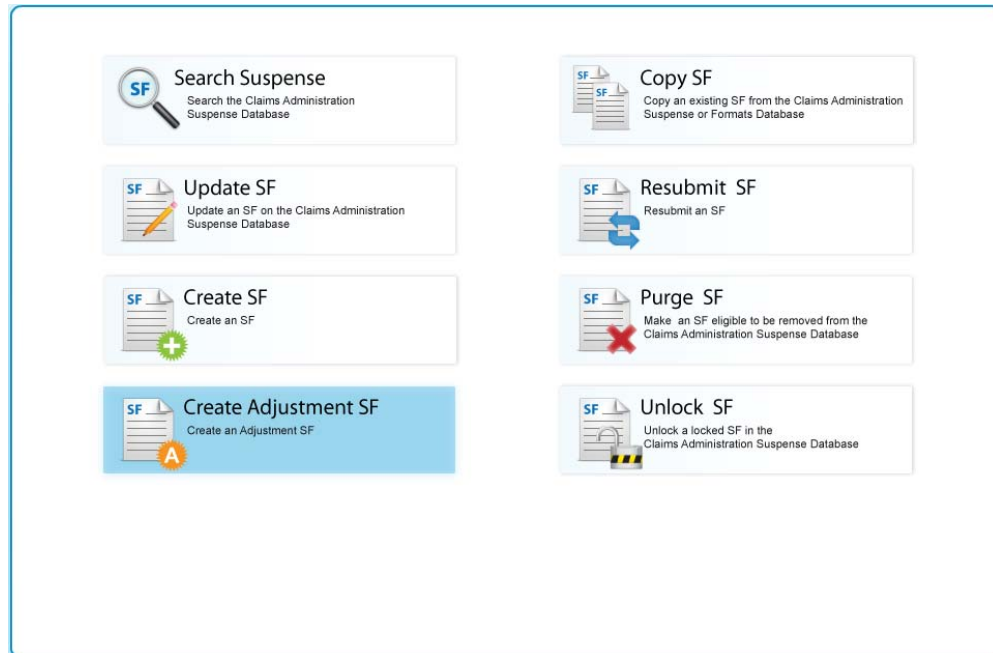 SF
Search Suspense
Search the Claims Administration
Suspense Database
SF
Update SF
Update an SF on the Claims Administration
Suspense Database
SF
Create SF
Create an SF
SF
A
Create Adjustment SF
Create an Adjustment SF
SF
SF
Copy SF
Copy an existing SF from the Claims Administration
Suspense or Formats Database
SF
Resubmit SF
Resubmit an SF
SF
Purge SF
Make an SF eligible to be removed from the
Claims Administration Suspense Database
SF
Unlock SF
Unlock a locked SF in the
Claims Administration Suspense Database